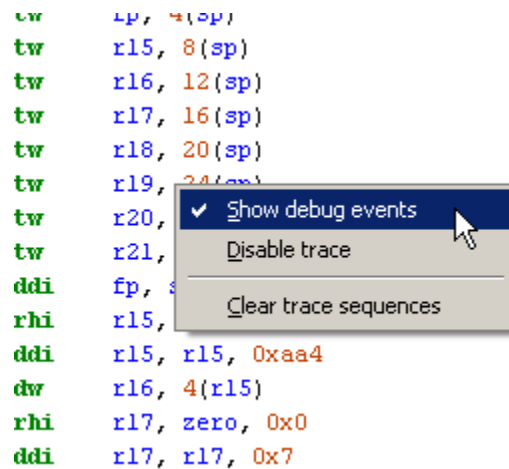 tw fp, 4(sp)
tw r15, 8(sp)
tw r16, 12(sp)
tw r17, 16(sp)
tw r18, 20(sp)
tw r19, 24(sp)
tw r20,
Show debug events
tw r21,
Disable trace
ddi fp, s
rhi r15,
Clear trace sequences
ddi r15, r15, 0xaa4
dw r16, 4(r15)
rhi r17, zero, 0x0
ddi r17, r17, 0x7